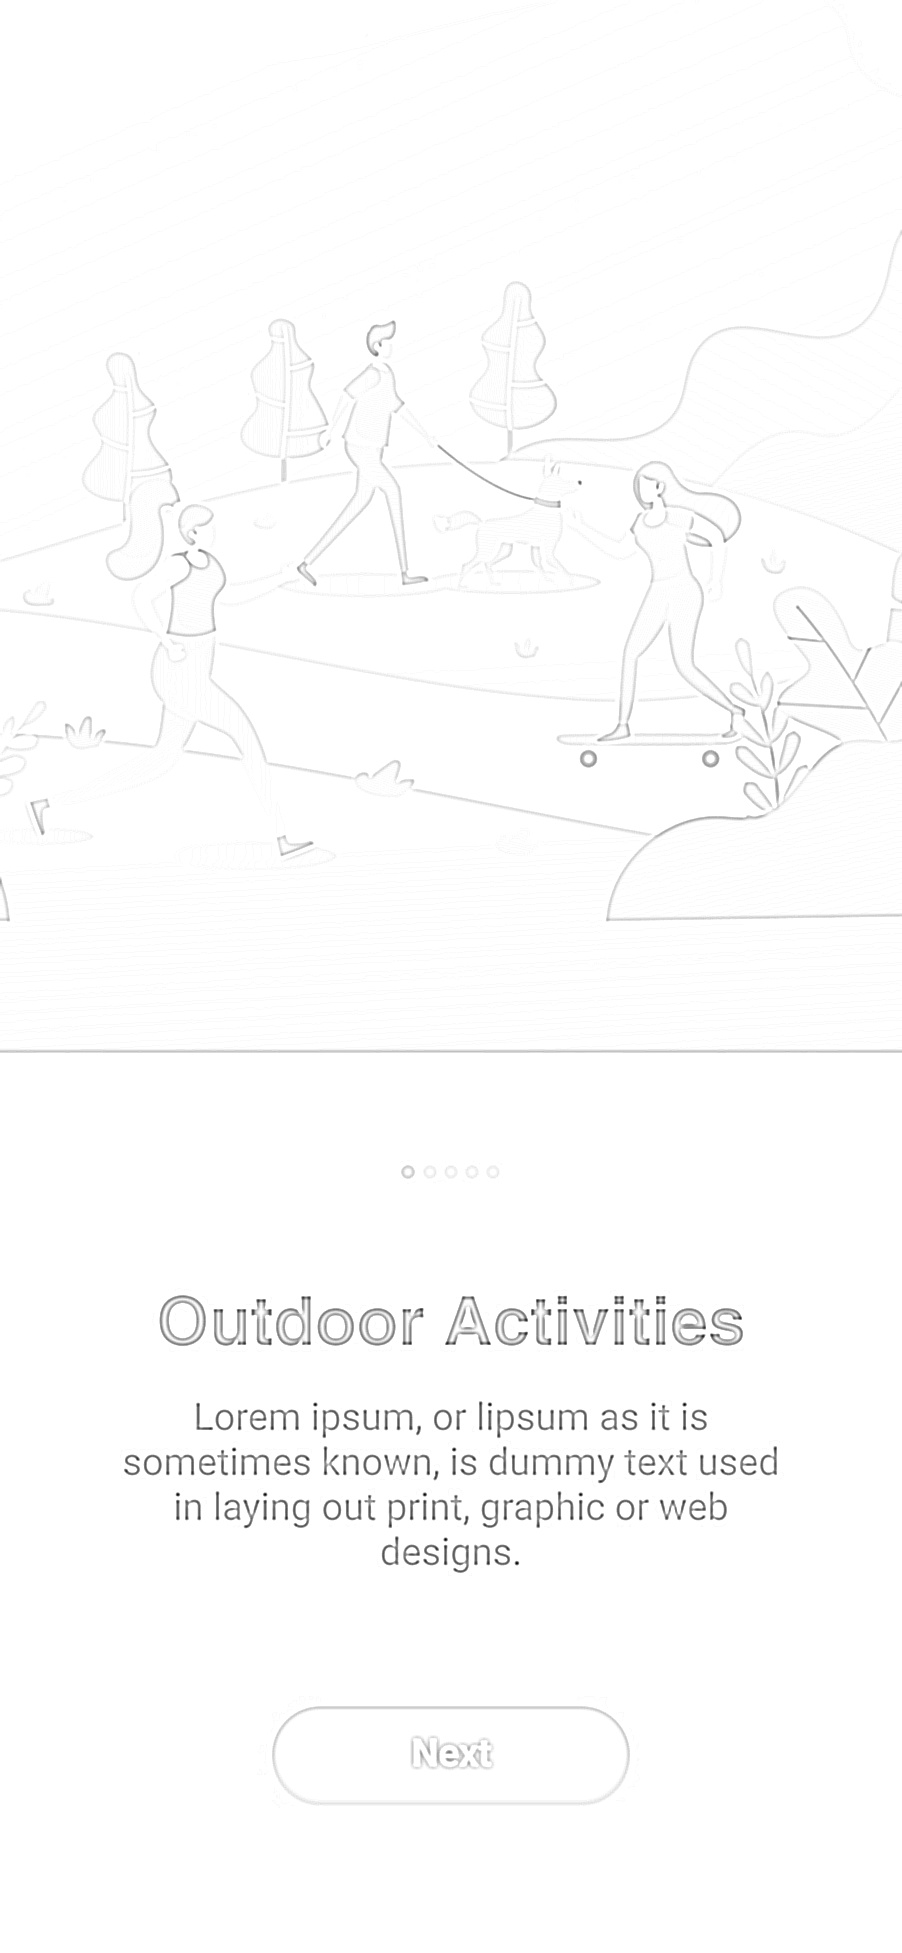 Outdoor Activities
Lorem ipsum, or lipsum as it is
sometimes known, is dummy text used
in laying out print, graphic or web
designs.
Next